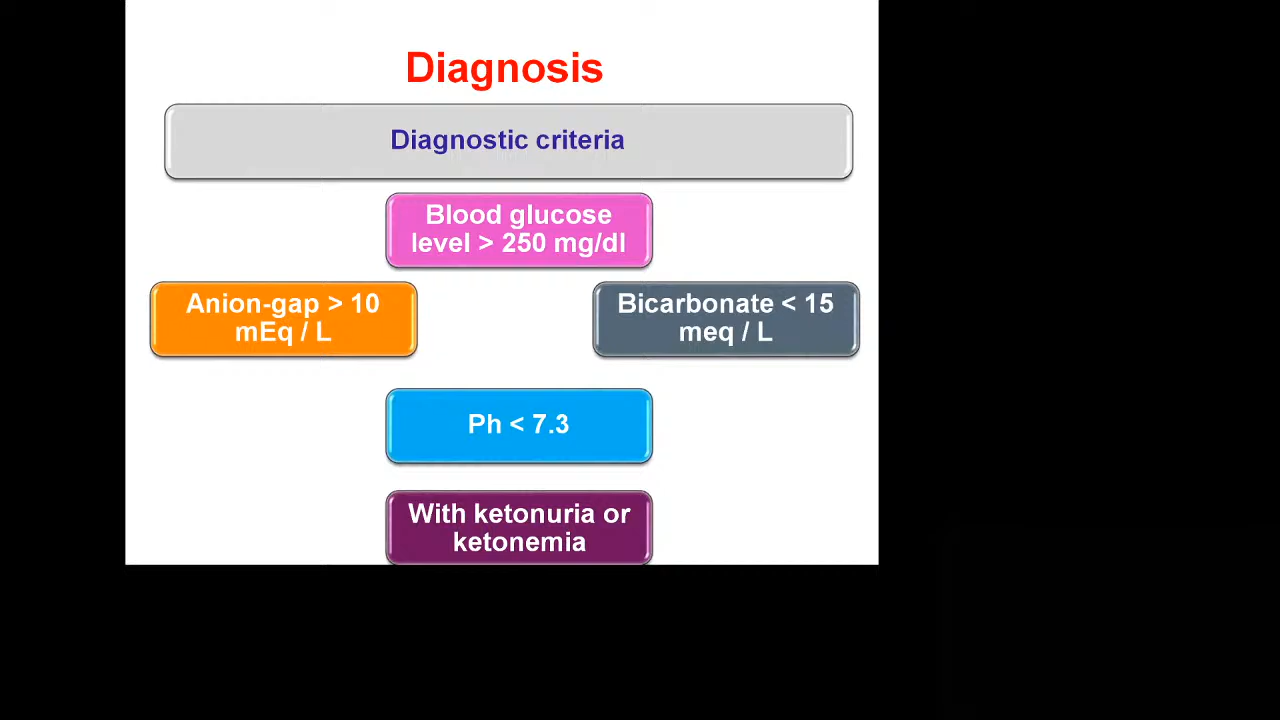 Diagnosis
Diagnostic criteria
Blood glucose
level > 250 mg/dl
Anion-gap > 10
mEq / L
Bicarbonate < 15
meq / L
Ph < 7.3
With ketonuria or
ketonemia